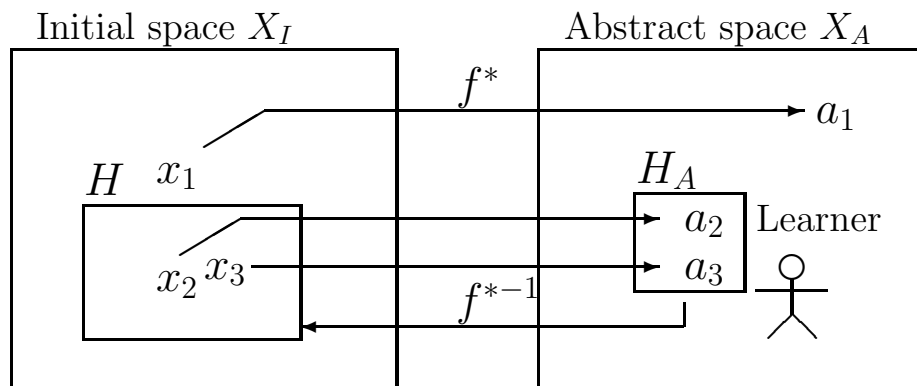 Initial space X_I
Abstract space X_A
f*
a_1
x_1
H
H_A
a_2
Learner
x_2 x_3
a_3
f*^{-1}